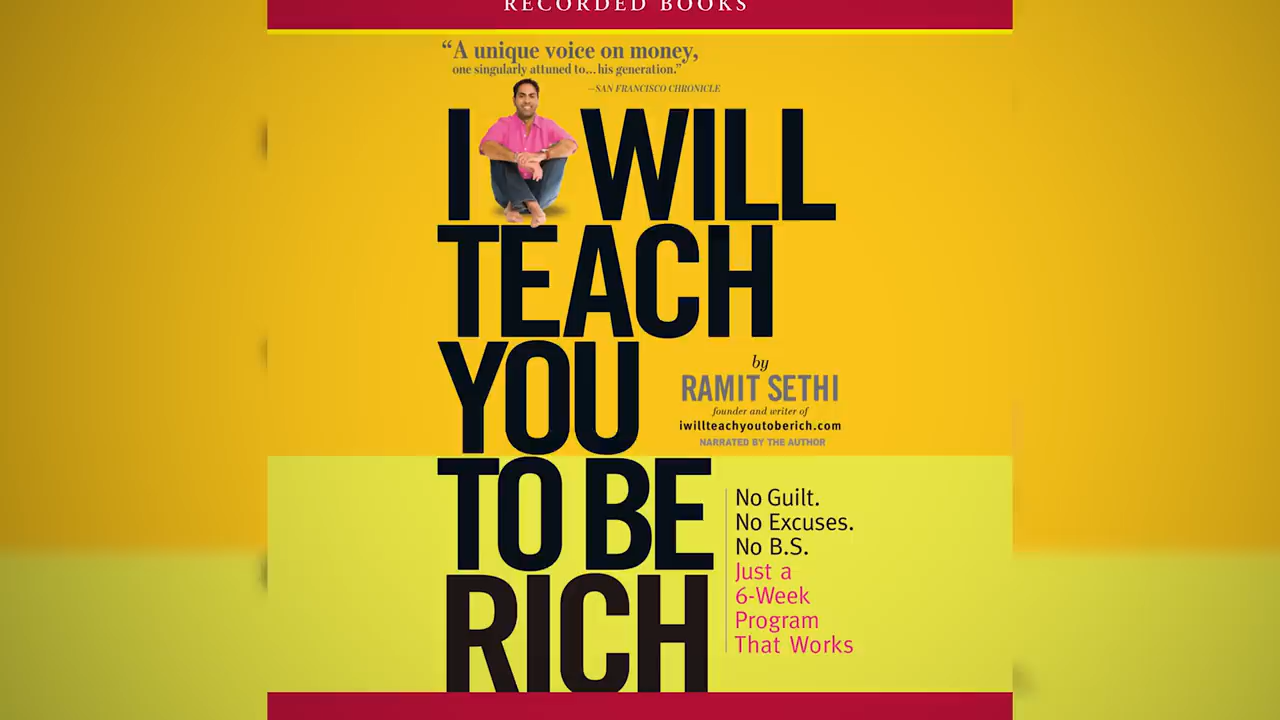 RECORDED BOOKS
“A unique voice on money,
one singularly attuned to... his generation.”
—SAN FRANCISCO CHRONICLE
I WILL
TEACH
YOU
TO BE
RICH
by
RAMIT SETHI
founder and writer of
iwillteachyoutoberich.com
NARRATED BY THE AUTHOR
No Guilt.
No Excuses.
No B.S.
Just a
6-Week
Program
That Works